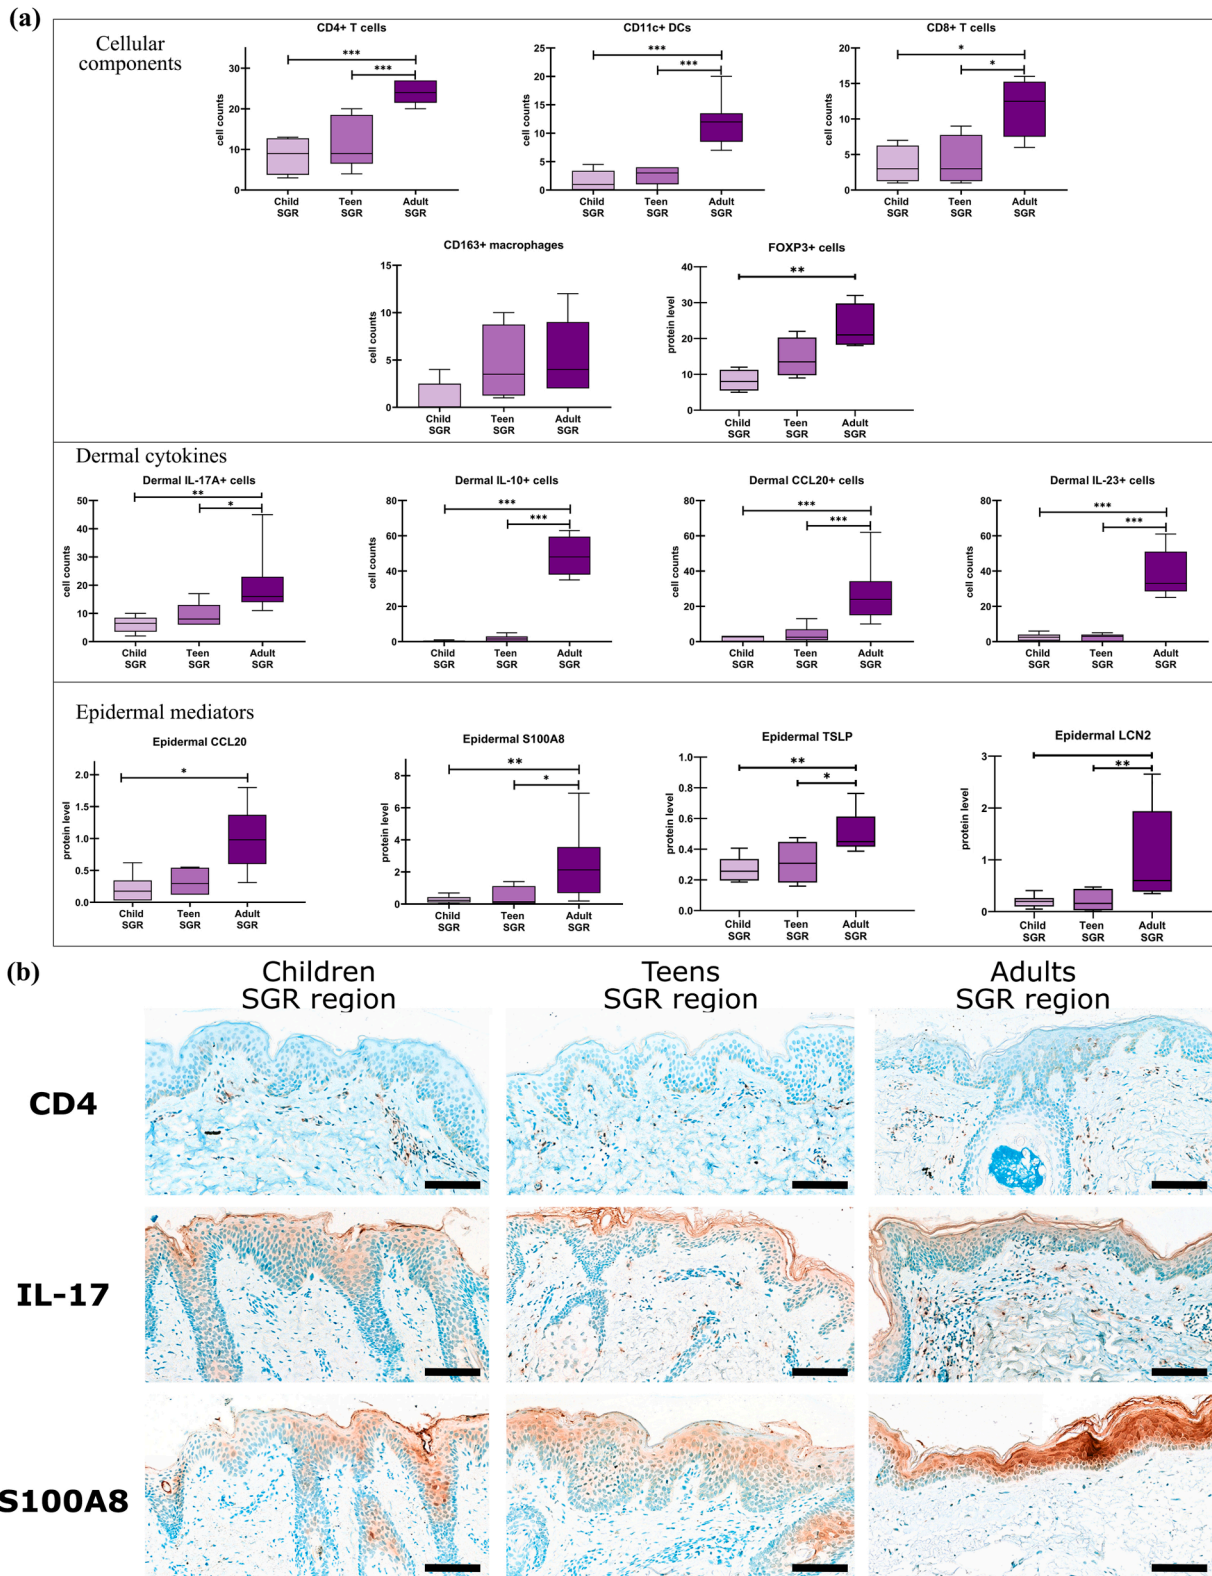 (a)
Cellular
components
CD4+ T cells
***
***
cell counts
30
20
10
0
Child
SGR
Teen
SGR
Adult
SGR
CD11c+ DCs
***
***
cell counts
25
20
15
10
5
0
Child
SGR
Teen
SGR
Adult
SGR
CD8+ T cells
*
*
cell counts
20
15
10
5
0
Child
SGR
Teen
SGR
Adult
SGR
CD163+ macrophages
cell counts
15
10
5
0
Child
SGR
Teen
SGR
Adult
SGR
FOXP3+ cells
**
protein level
40
30
20
10
0
Child
SGR
Teen
SGR
Adult
SGR
Dermal cytokines
Dermal IL-17A+ cells
**
*
cell counts
50
40
30
20
10
0
Child
SGR
Teen
SGR
Adult
SGR
Dermal IL-10+ cells
***
***
cell counts
80
60
40
20
0
Child
SGR
Teen
SGR
Adult
SGR
Dermal CCL20+ cells
***
***
cell counts
80
60
40
20
0
Child
SGR
Teen
SGR
Adult
SGR
Dermal IL-23+ cells
***
***
cell counts
80
60
40
20
0
Child
SGR
Teen
SGR
Adult
SGR
Epidermal mediators
Epidermal CCL20
*
protein level
2.0
1.5
1.0
0.5
0.0
Child
SGR
Teen
SGR
Adult
SGR
Epidermal S100A8
**
*
protein level
8
6
4
2
0
Child
SGR
Teen
SGR
Adult
SGR
Epidermal TSLP
**
*
protein level
1.0
0.8
0.6
0.4
0.2
0.0
Child
SGR
Teen
SGR
Adult
SGR
Epidermal LCN2
**
protein level
3
2
1
0
Child
SGR
Teen
SGR
Adult
SGR
(b)
Children
SGR region
Teens
SGR region
Adults
SGR region
CD4
IL-17
S100A8